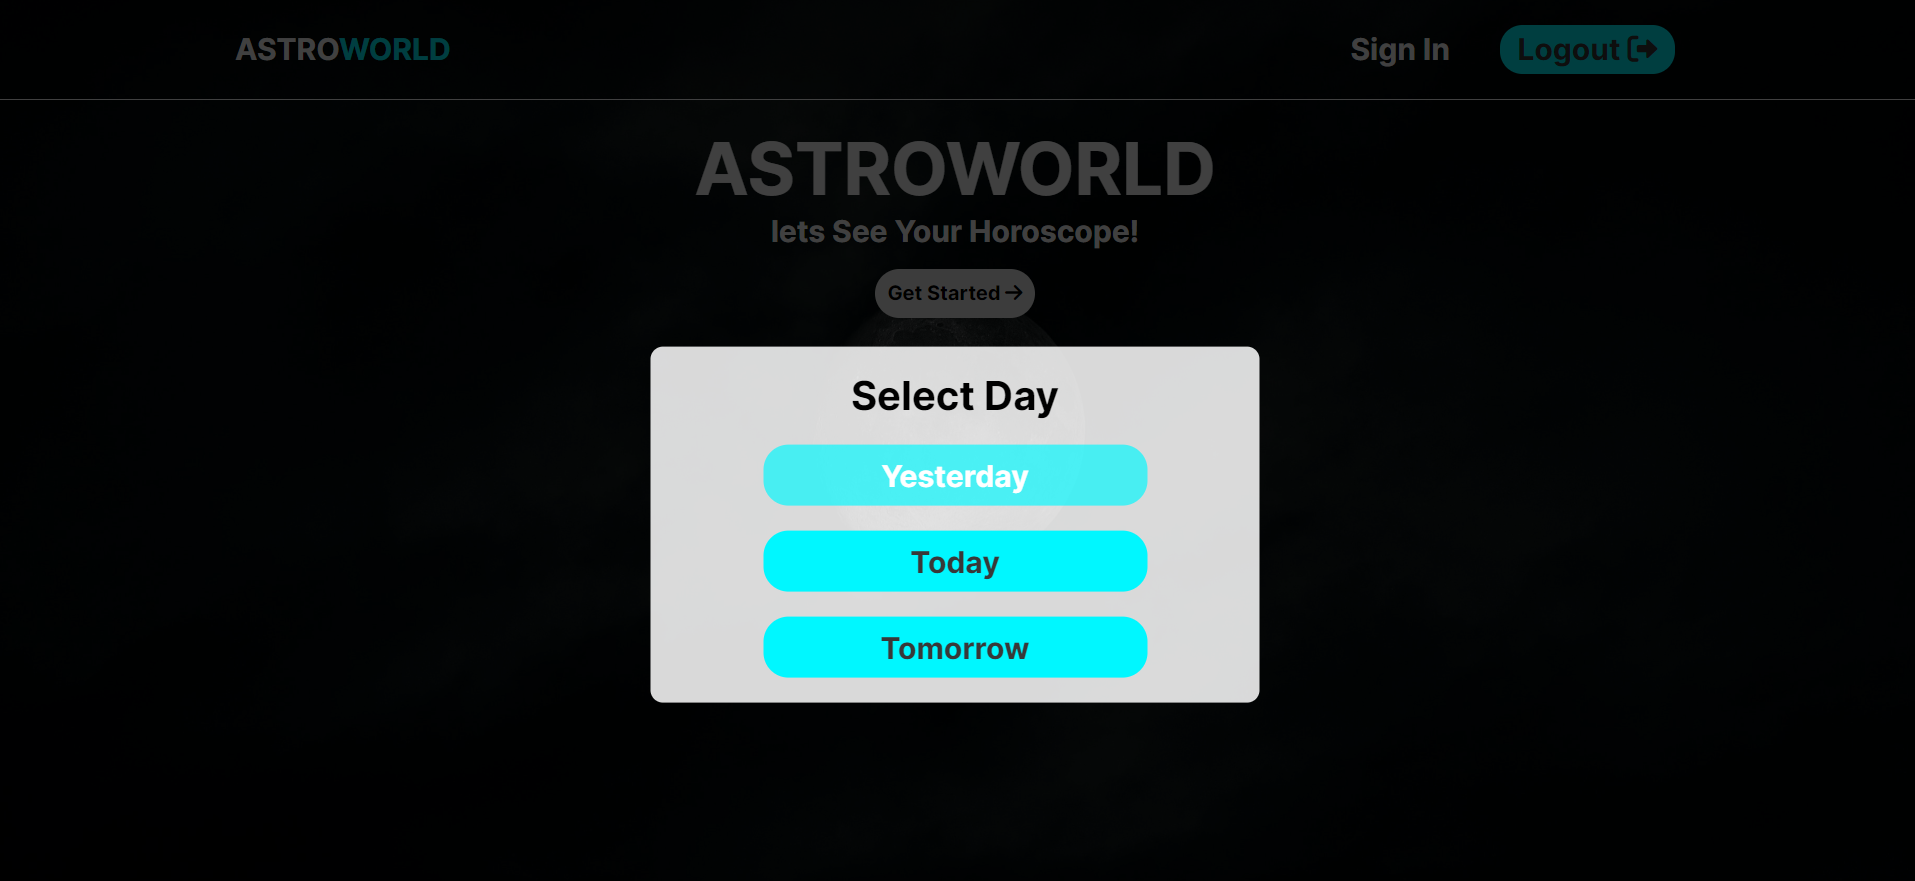 ASTROWORLD
Sign In
Logout
ASTROWORLD
lets See Your Horoscope!
Get Started
Select Day
Yesterday
Today
Tomorrow